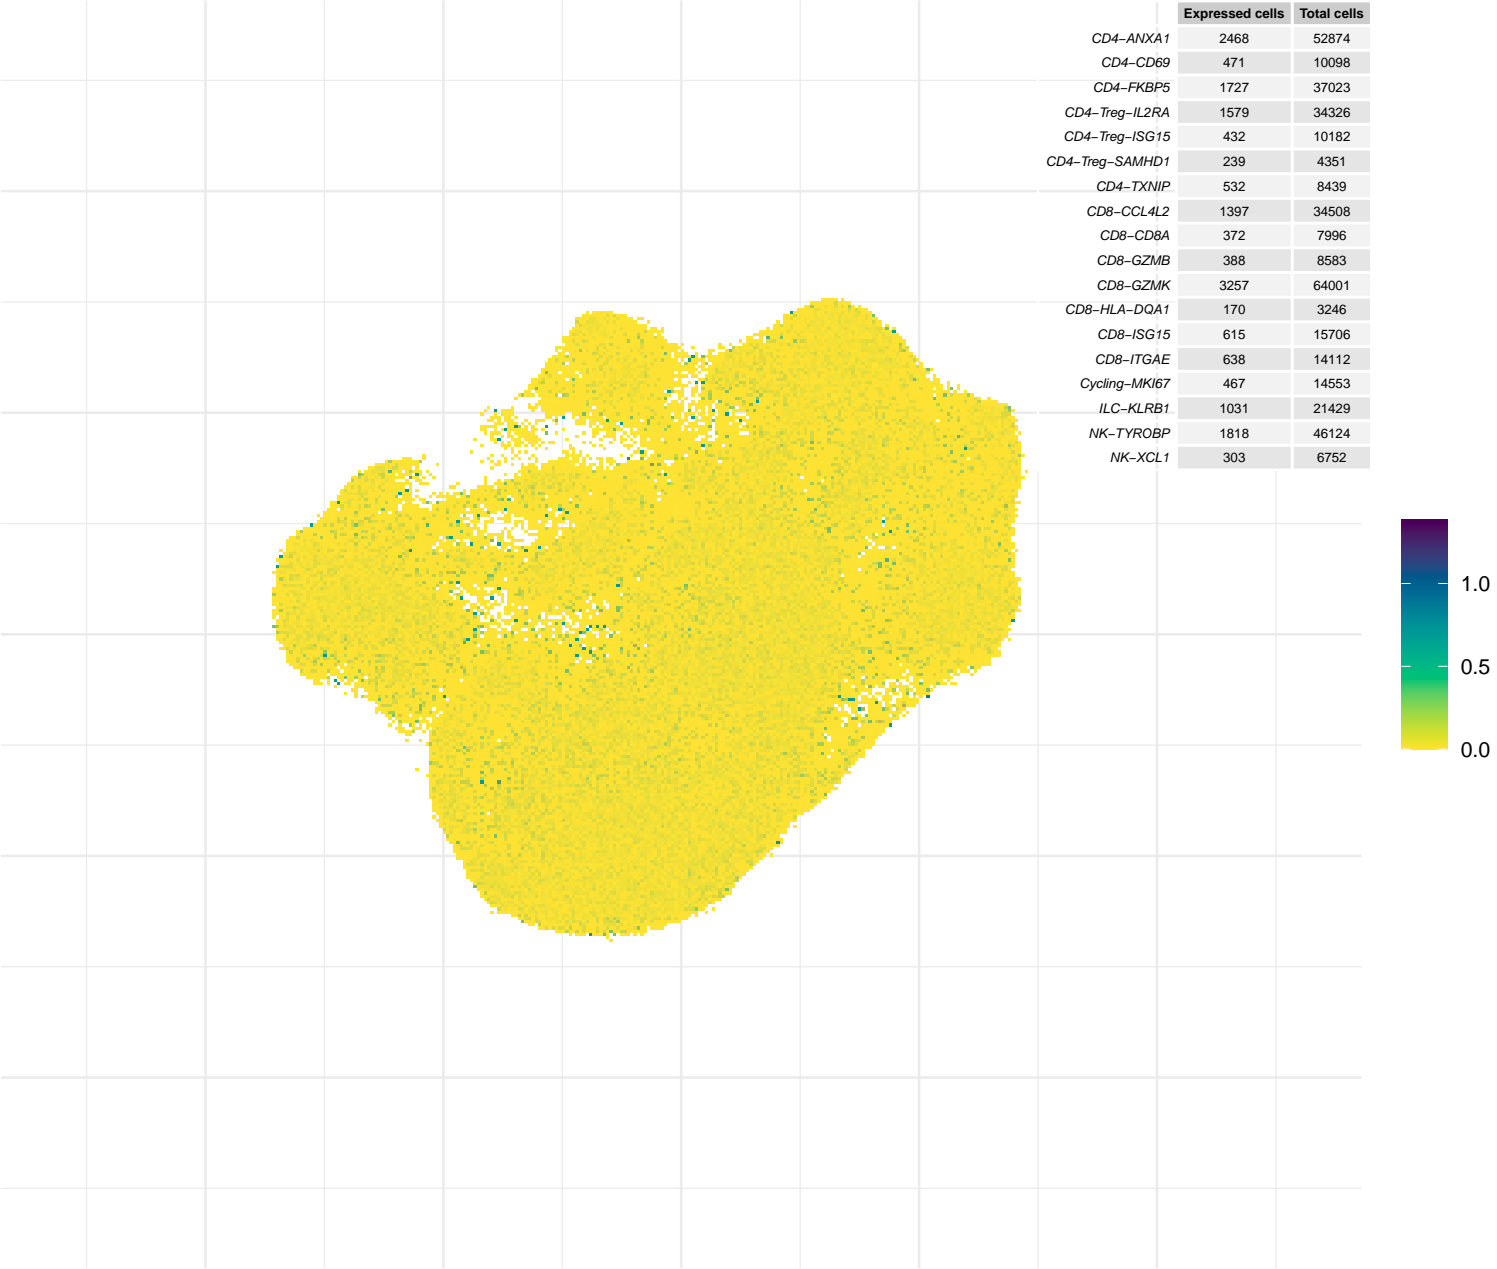 Expressed cells Total cells
CD4−ANXA1 2468 52874
CD4−CD69 471 10098
CD4−FKBP5 1727 37023
CD4−Treg−IL2RA 1579 34326
CD4−Treg−ISG15 432 10182
CD4−Treg−SAMHD1 239 4351
CD4−TXNIP 532 8439
CD8−CCL4L2 1397 34508
CD8−CD8A 372 7996
CD8−GZMB 388 8583
CD8−GZMK 3257 64001
CD8−HLA−DQA1 170 3246
CD8−ISG15 615 15706
CD8−ITGAE 638 14112
Cycling−MKI67 467 14553
ILC−KLRB1 1031 21429
NK−TYROBP 1818 46124
NK−XCL1 303 6752
1.0
0.5
0.0